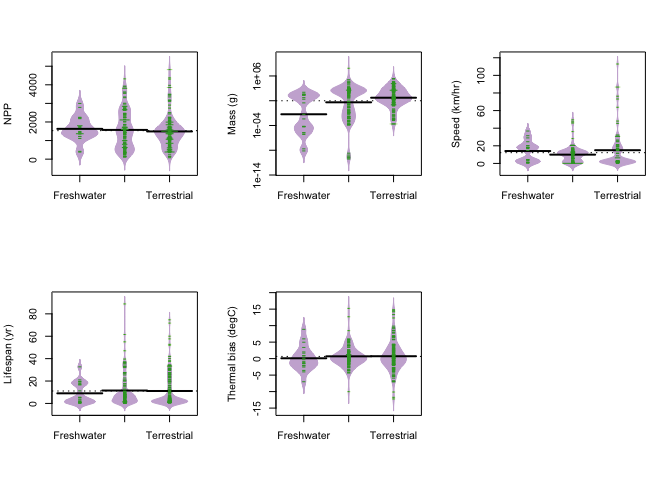 NPP
4000
2000
0
Freshwater
Terrestrial
Mass (g)
1e+06
1e-04
1e-14
Freshwater
Terrestrial
Speed (km/hr)
100
60
40
20
0
Freshwater
Terrestrial
Lifespan (yr)
80
60
40
20
0
Freshwater
Terrestrial
Thermal bias (degC)
15
5
0
-5
-15
Freshwater
Terrestrial